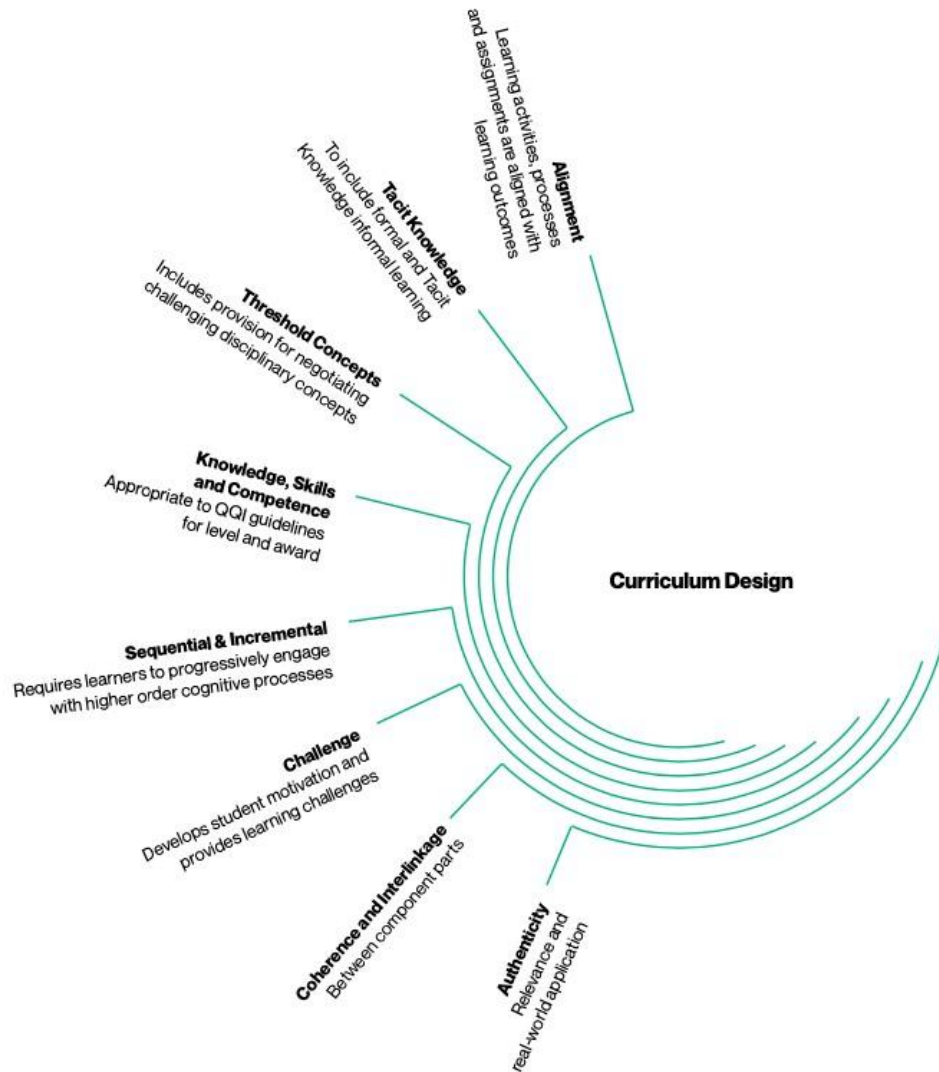 Alignment
Learning activities, processes
and assignments are aligned with
learning outcomes
Tacit Knowledge
To include formal and Tacit
Knowledge informal learning
Threshold Concepts
Includes provision for negotiating
challenging disciplinary concepts
Knowledge, Skills
and Competence
Appropriate to QQI guidelines
for level and award
Sequential & Incremental
Requires learners to progressively engage
with higher order cognitive processes
Challenge
Develops student motivation and
provides learning challenges
Coherence and Interlinkage
Between component parts
Authenticity
Relevance and
real-world application
Curriculum Design